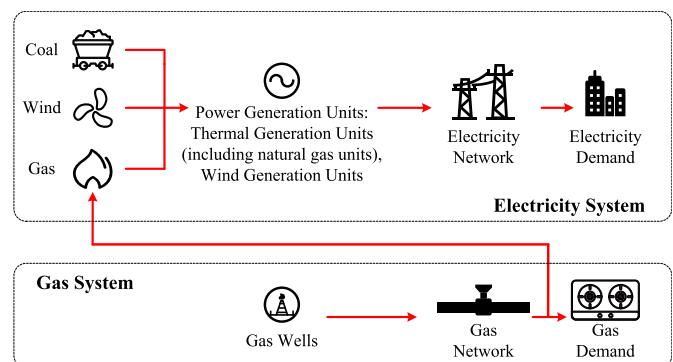 Coal
Wind
Gas
Power Generation Units:
Thermal Generation Units
(including natural gas units),
Wind Generation Units
Electricity
Network
Electricity
Demand
Electricity System
Gas System
Gas Wells
Gas
Network
Gas
Demand